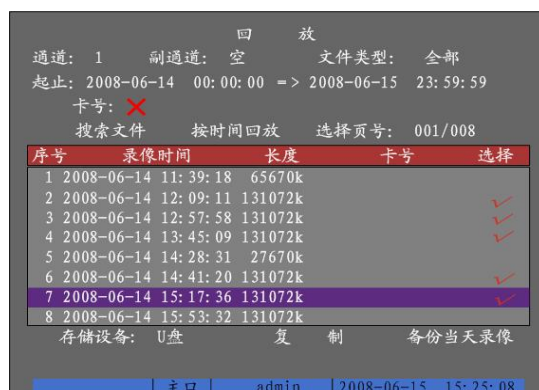 回 放
通道: 1 副通道: 空 文件类型: 全部
起止: 2008-06-14 00:00:00 => 2008-06-15 23:59:59
卡号:
搜索文件 按时间回放 选择页号: 001/008
序号 录像时间 长度 卡号 选择
1 2008-06-14 11:39:18 65670k
2 2008-06-14 12:09:11 131072k
3 2008-06-14 12:57:58 131072k
4 2008-06-14 13:45:09 131072k
5 2008-06-14 14:28:31 27670k
6 2008-06-14 14:41:20 131072k
7 2008-06-14 15:17:36 131072k
8 2008-06-14 15:53:32 131072k
存储设备: U盘 复 制 备份当天录像
主口 admin 2008-06-15 15:25:08